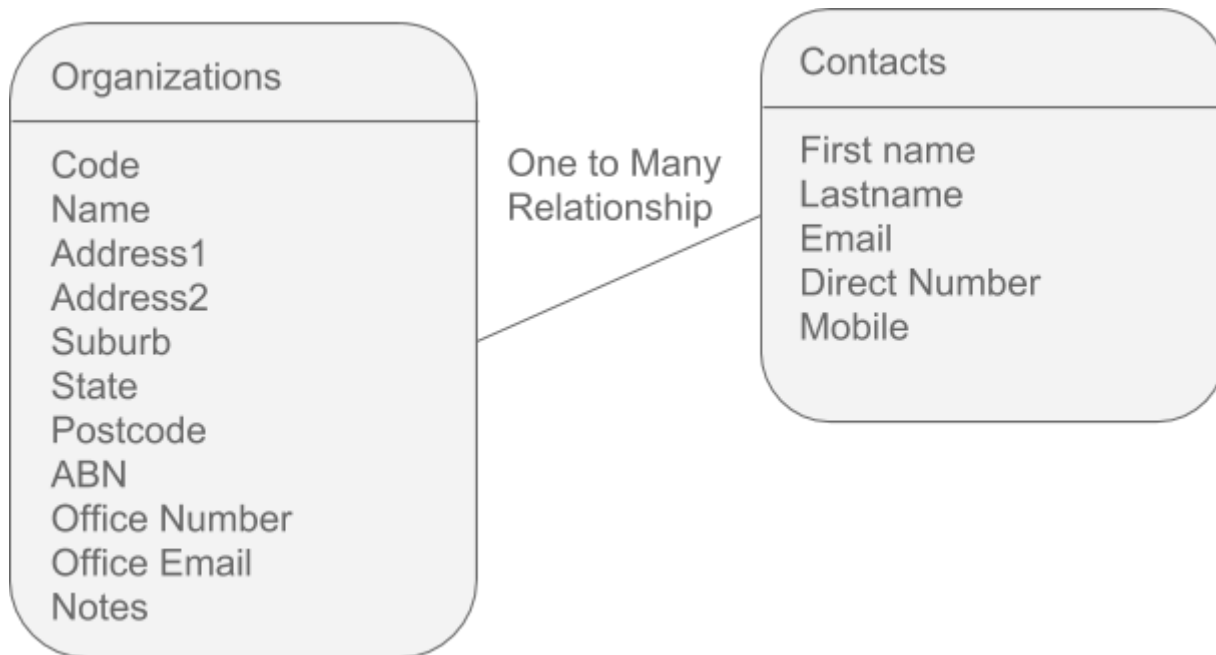 Organizations
Code
Name
Address1
Address2
Suburb
State
Postcode
ABN
Office Number
Office Email
Notes
One to Many
Relationship
Contacts
First name
Lastname
Email
Direct Number
Mobile